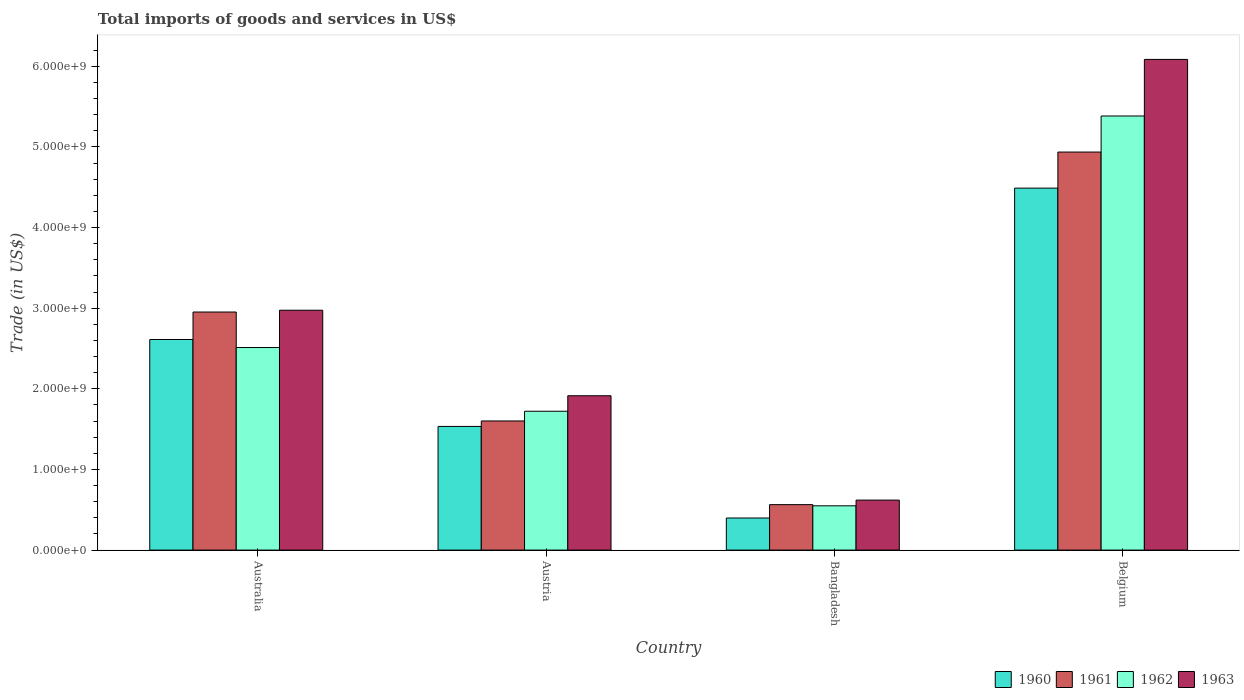 Total imports of goods and services in US$
Trade (in US$)
6.000e+9
5.000e+9
4.000e+9
3.000e+9
2.000e+9
1.000e+9
0.000e+0
Australia
Austria
Bangladesh
Belgium
Country
1960
1961
1962
1963